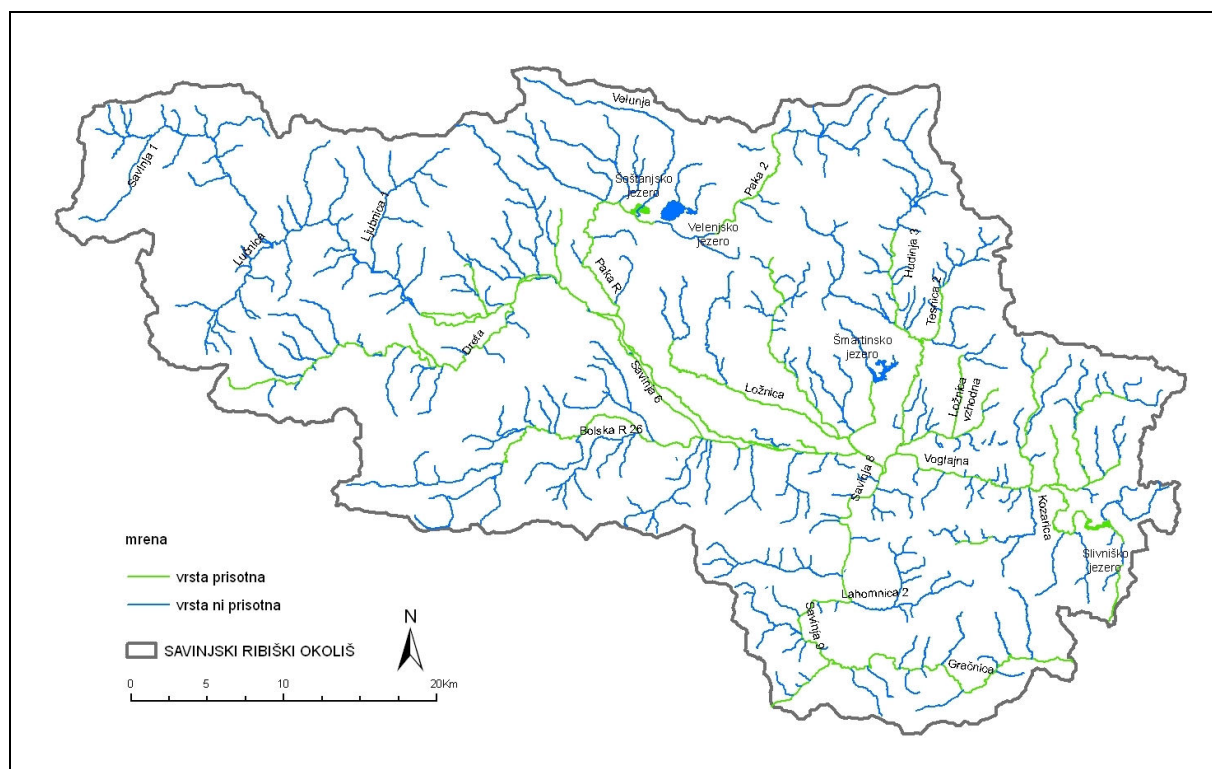 Velunja
Savinja 1
Šoštanjsko
jezero
Paka 2
Velenjsko
jezero
Ljubnica 1
Lučnica
Hudinja 3
Paka R
Tesnica 2
Dreta
Šmartinsko
jezero
Savinja 6
Ložnica
Ložnica
vzhodna
Bolska R 26
Savinja 8
Voglajna
Kozarica
Slivniško
jezero
mrena
vrsta prisotna
vrsta ni prisotna
SAVINJSKI RIBIŠKI OKOLIŠ
N
0 5 10 20Km
Lahomnica 2
Savinja 9
Gračnica